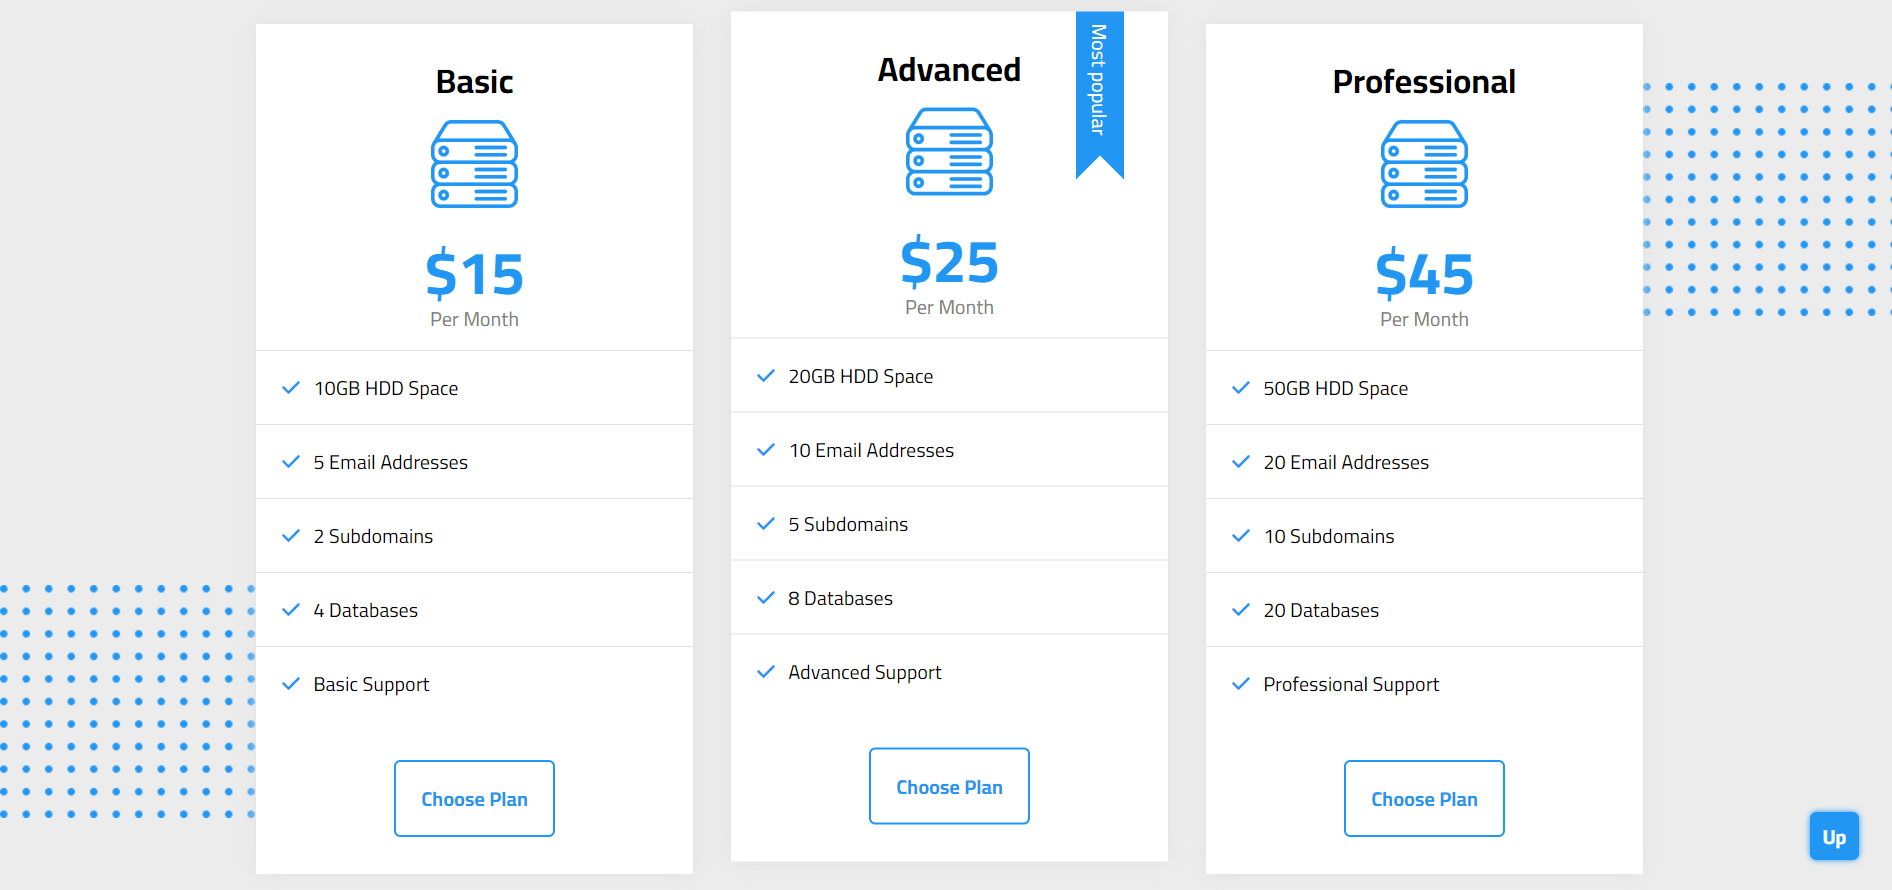 Basic
$15
Per Month
10GB HDD Space
5 Email Addresses
2 Subdomains
4 Databases
Basic Support
Choose Plan
Advanced
Most popular
$25
Per Month
20GB HDD Space
10 Email Addresses
5 Subdomains
8 Databases
Advanced Support
Choose Plan
Professional
$45
Per Month
50GB HDD Space
20 Email Addresses
10 Subdomains
20 Databases
Professional Support
Choose Plan
Up